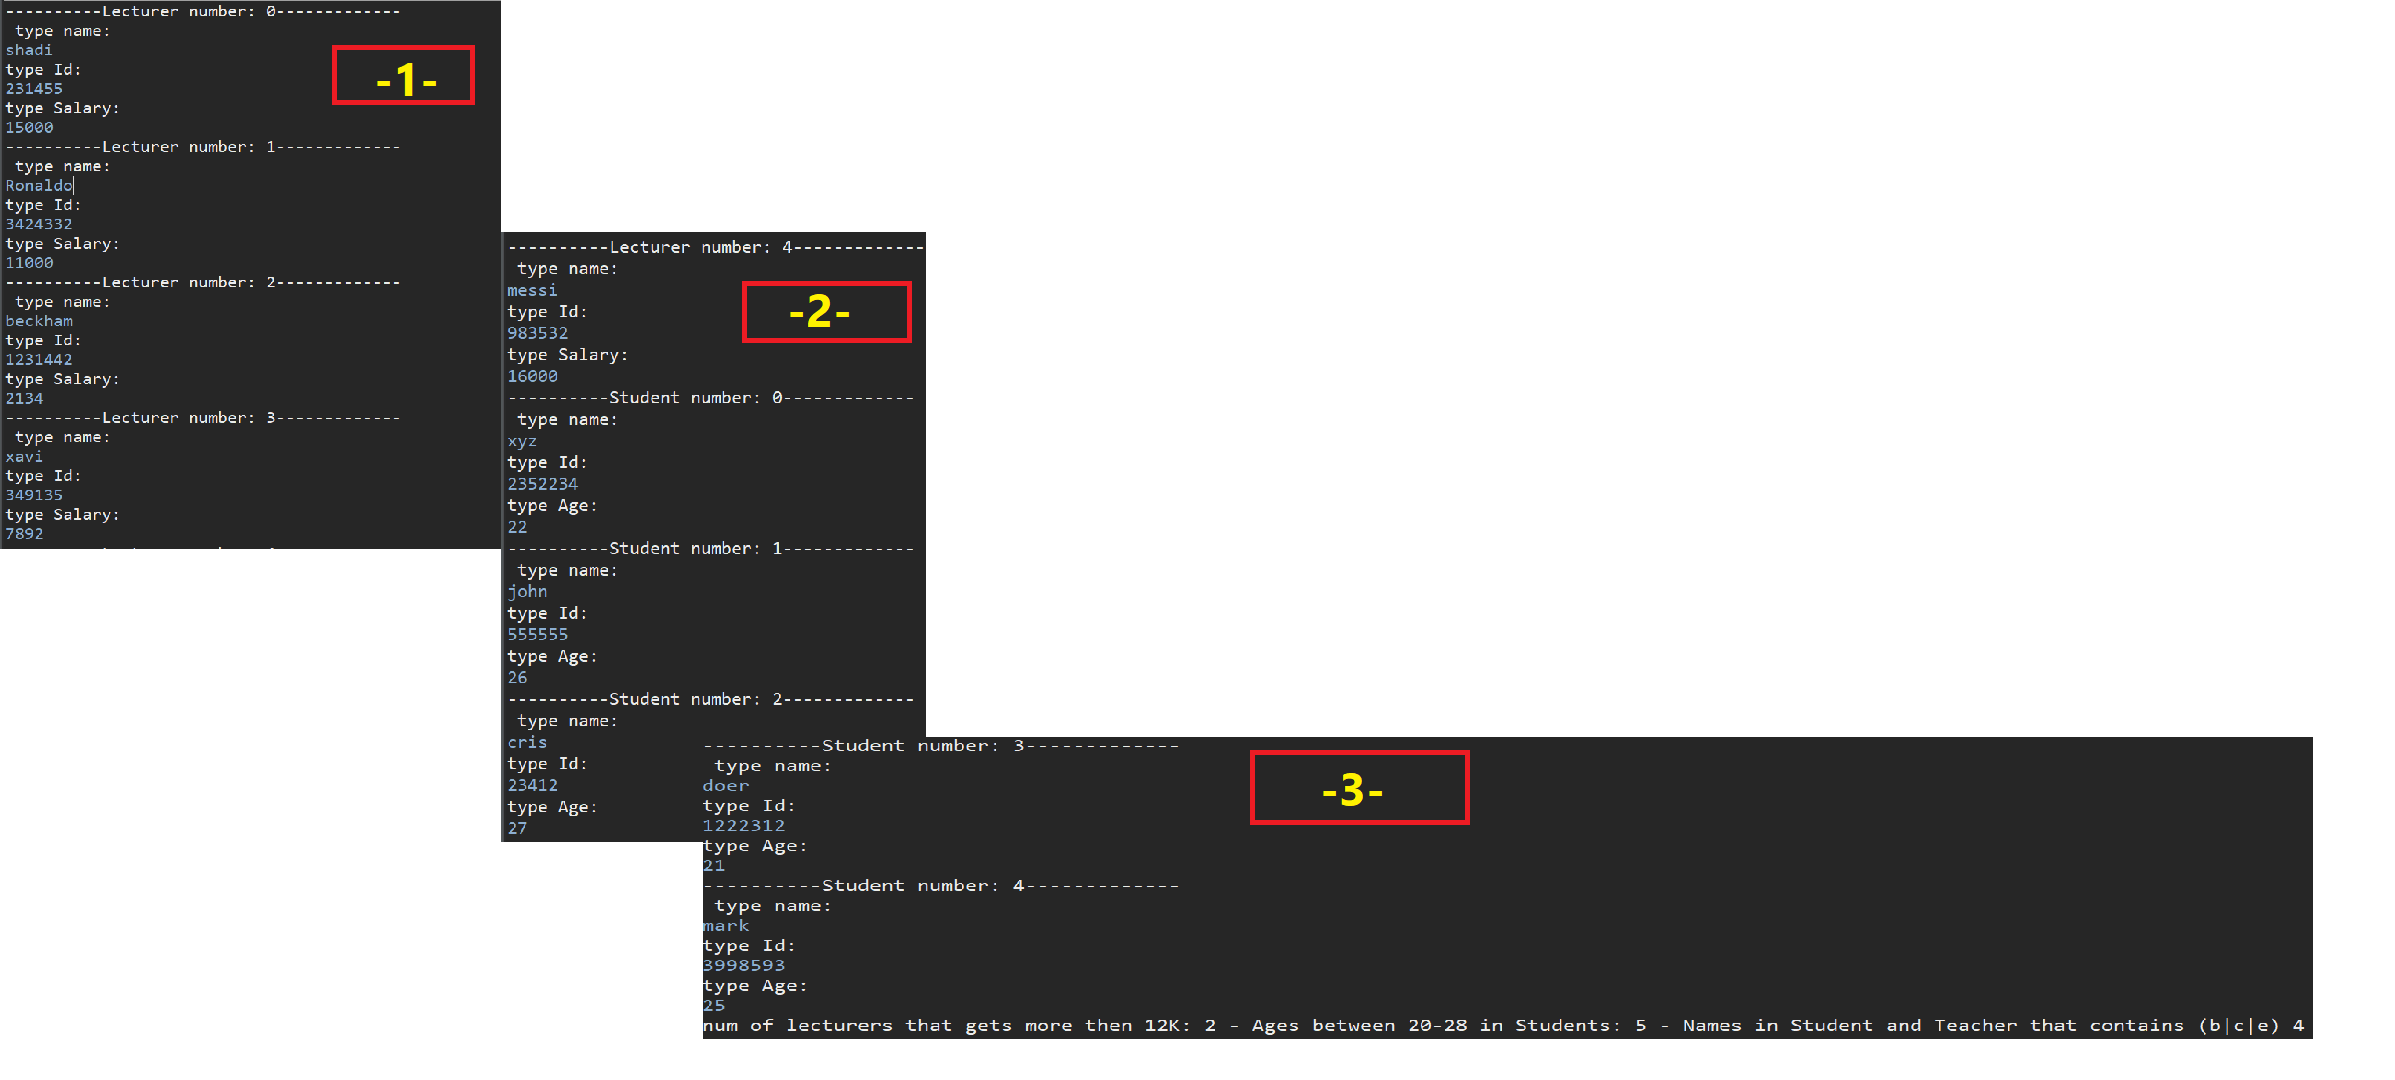 ----------Lecturer number: 0-------------
 type name:
shadi
type Id:
231455
type Salary:
15000
----------Lecturer number: 1-------------
 type name:
Ronaldo
type Id:
3424332
type Salary:
11000
----------Lecturer number: 2-------------
 type name:
beckham
type Id:
1231442
type Salary:
2134
----------Lecturer number: 3-------------
 type name:
xavi
type Id:
349135
type Salary:
7892
-1-
----------Lecturer number: 4-------------
 type name:
messi
type Id:
983532
type Salary:
16000
----------Student number: 0-------------
 type name:
xyz
type Id:
2352234
type Age:
22
----------Student number: 1-------------
 type name:
john
type Id:
555555
type Age:
26
----------Student number: 2-------------
 type name:
cris
type Id:
23412
type Age:
27
-2-
----------Student number: 3-------------
 type name:
doer
type Id:
1222312
type Age:
21
----------Student number: 4-------------
 type name:
mark
type Id:
3998593
type Age:
25
num of lecturers that gets more then 12K: 2 - Ages between 20-28 in Students: 5 - Names in Student and Teacher that contains (b|c|e) 4
-3-